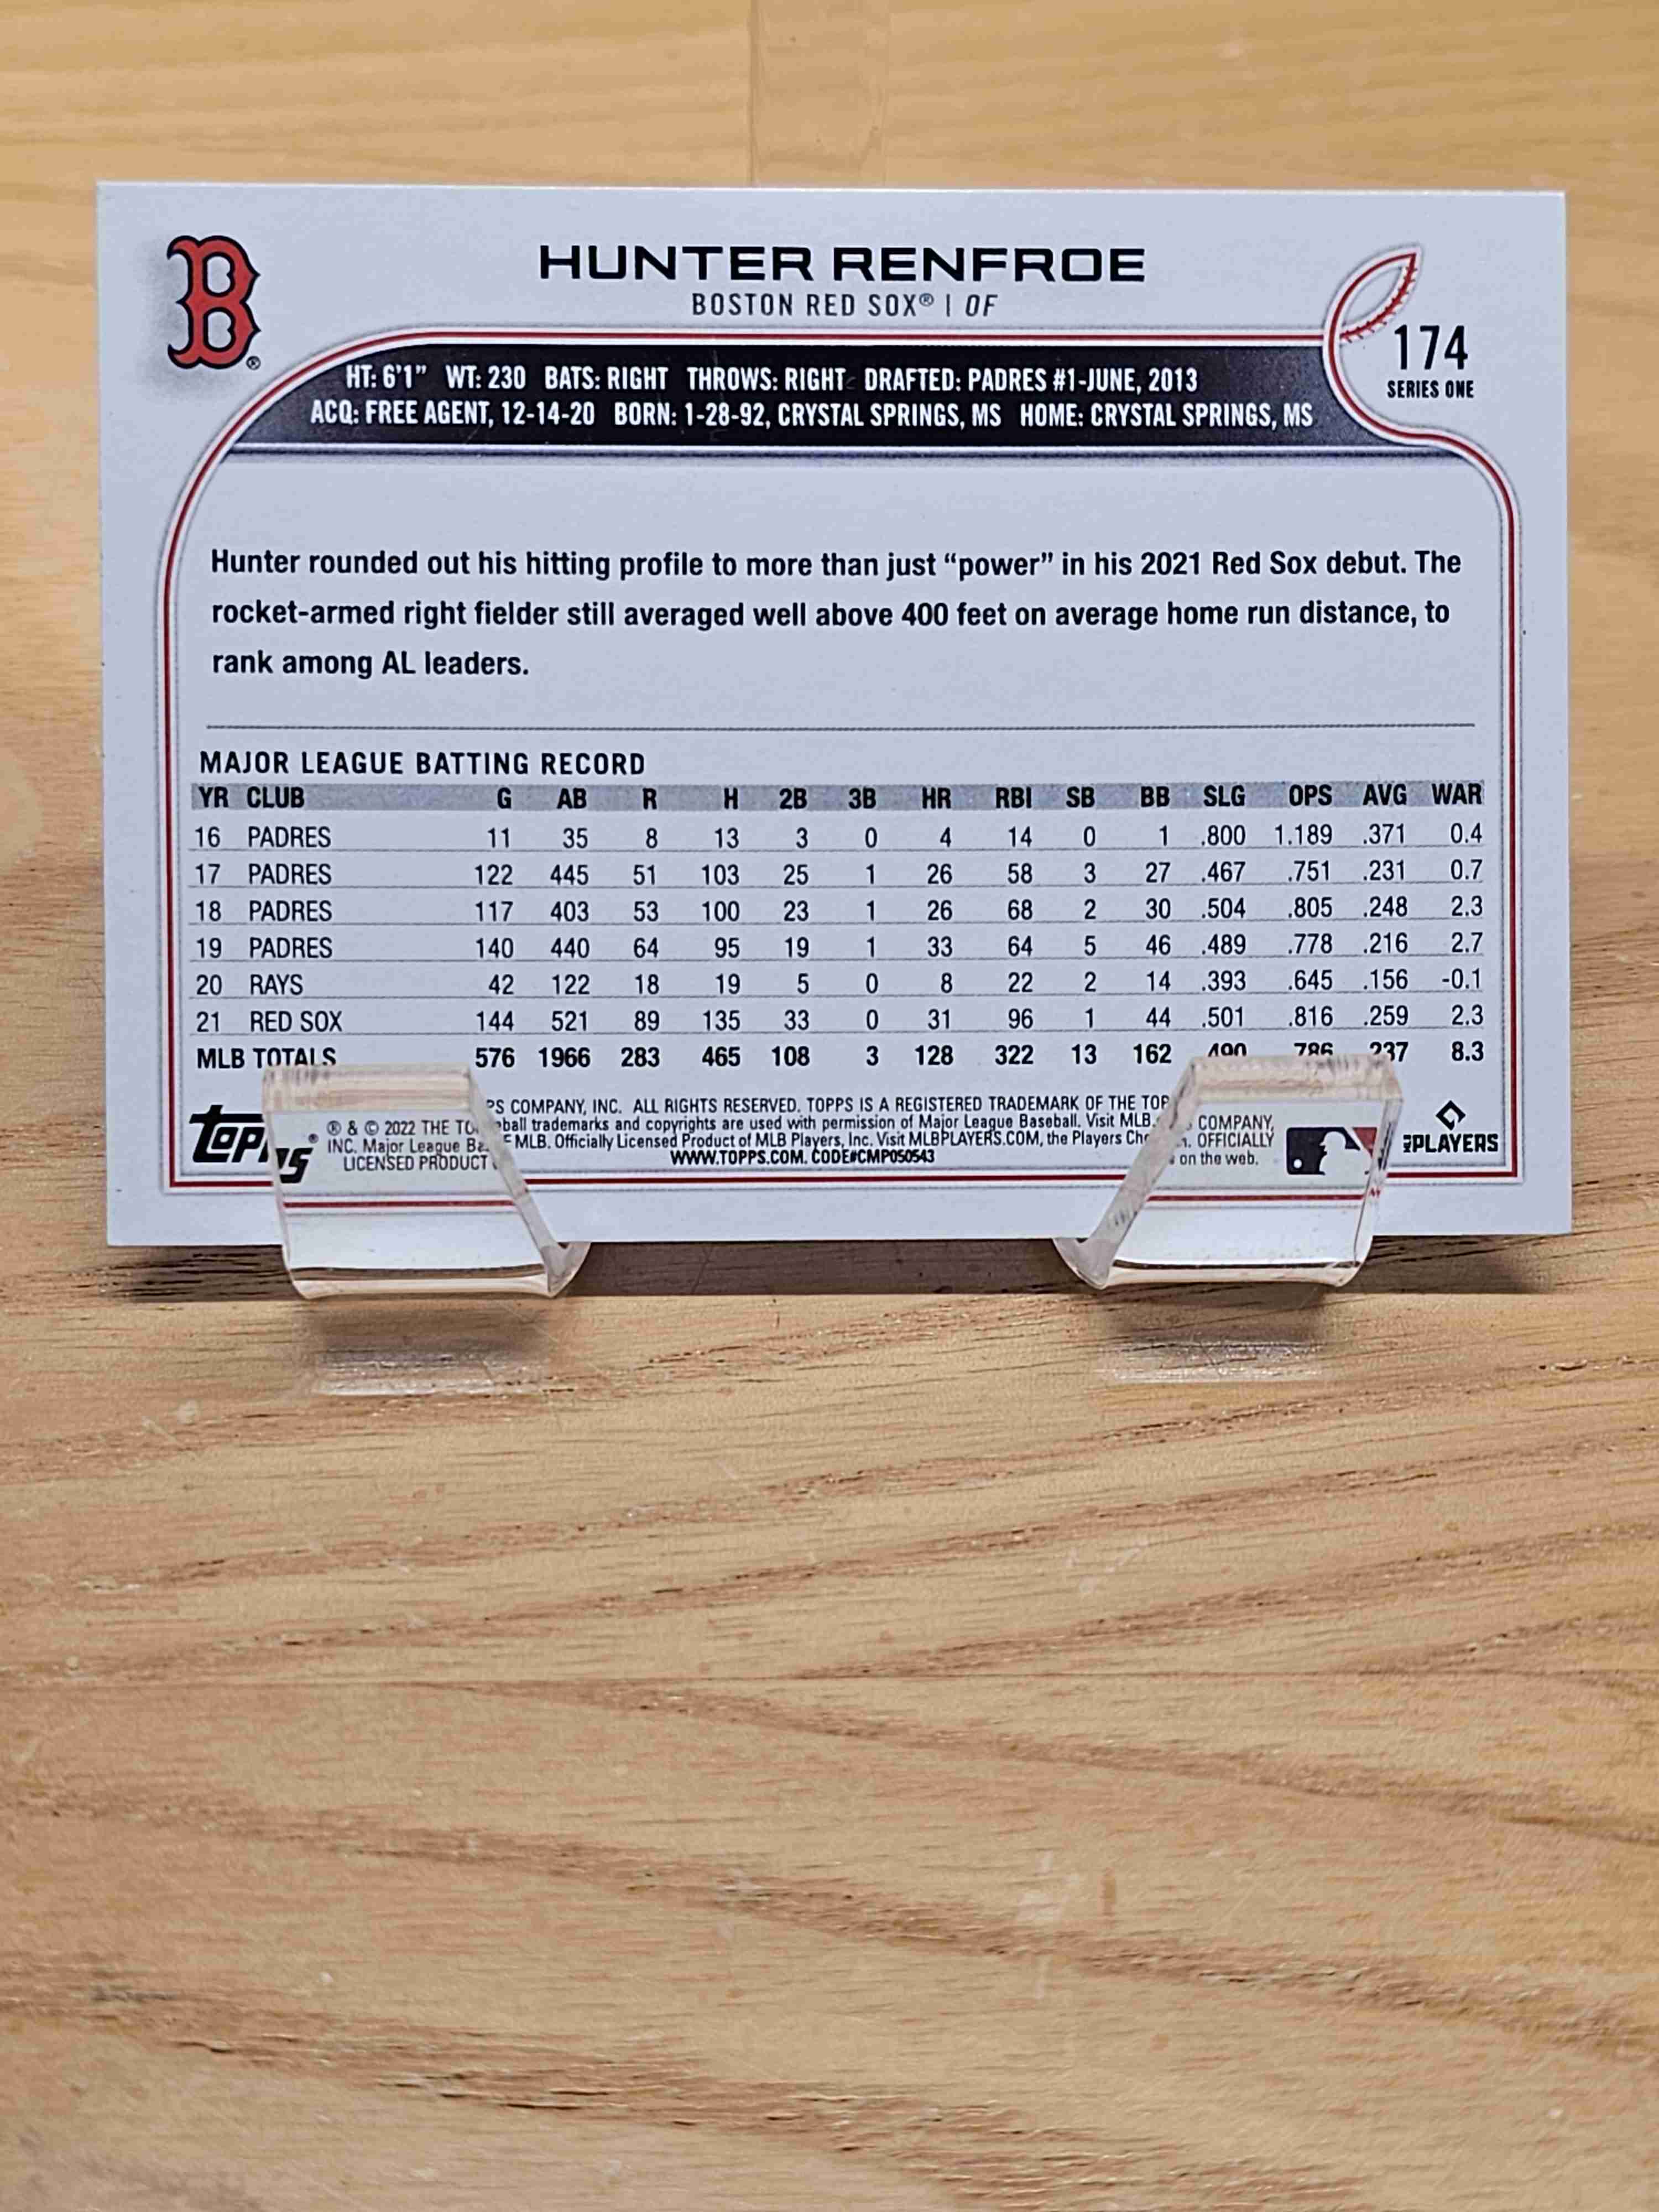 B
HUNTER RENFROE
BOSTON RED SOX® | OF
174
SERIES ONE
HT: 6'1" WT: 230 BATS: RIGHT THROWS: RIGHT DRAFTED: PADRES #1-JUNE, 2013
ACQ: FREE AGENT, 12-14-20 BORN: 1-28-92, CRYSTAL SPRINGS, MS HOME: CRYSTAL SPRINGS, MS
Hunter rounded out his hitting profile to more than just “power” in his 2021 Red Sox debut. The
rocket-armed right fielder still averaged well above 400 feet on average home run distance, to
rank among AL leaders.
MAJOR LEAGUE BATTING RECORD
YR CLUB G AB R H 2B 3B HR RBI SB BB SLG OPS AVG WAR
16 PADRES 11 35 8 13 3 0 4 14 0 1 .800 1.189 .371 0.4
17 PADRES 122 445 51 103 25 1 26 58 3 27 .467 .751 .231 0.7
18 PADRES 117 403 53 100 23 1 26 68 2 30 .504 .805 .248 2.3
19 PADRES 140 440 64 95 19 1 33 64 5 46 .489 .778 .216 2.7
20 RAYS 42 122 18 19 5 0 8 22 2 14 .393 .645 .156 -0.1
21 RED SOX 144 521 89 135 33 0 31 96 1 44 .501 .816 .259 2.3
MLB TOTALS 576 1966 283 465 108 3 128 322 13 162 .490 .786 .237 8.3
Topps
® & © 2022 THE TOPPS COMPANY, INC. ALL RIGHTS RESERVED. TOPPS IS A REGISTERED TRADEMARK OF THE TOPPS COMPANY,
INC. Major League Baseball trademarks and copyrights are used with permission of Major League Baseball. Visit MLB. OFFICIALLY
LICENSED PRODUCT OF MLB. Officially Licensed Product of MLB Players, Inc. Visit MLBPLAYERS.COM, the Players on the web.
WWW.TOPPS.COM. CODE#CMP050543
PLAYERS